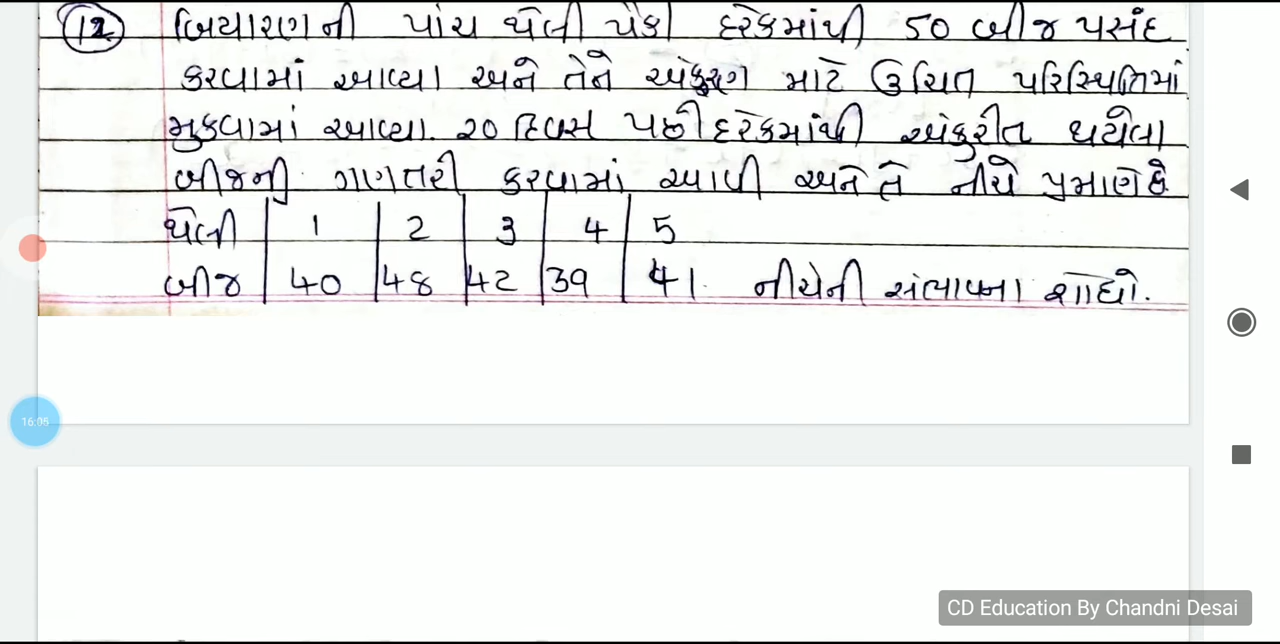 12 બિયારણની પાંચ થેલી પૈકી દરેકમાંથી 50 બીજ પસંદ
કરવામાં આવ્યા અને તેને અંકુરણ માટે ઉચિત પરિસ્થિતિમાં
મુકવામાં આવ્યા. 20 દિવસ પછી દરેકમાંથી અંકુરીત થયેલા
બીજની ગણતરી કરવામાં આવી અને તે નીચે પ્રમાણે છે
થેલી 1 2 3 4 5
બીજ 40 48 42 39 41. નીચેની સંભાવના શોધો.
16:05
CD Education By Chandni Desai